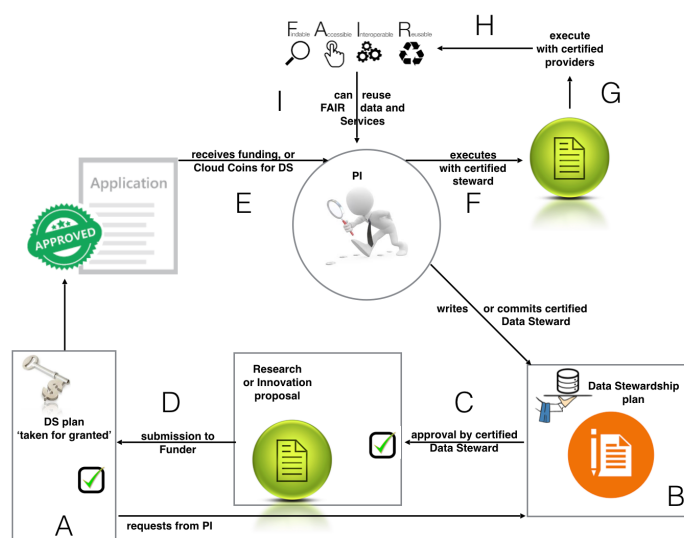 Findable Accessible Interoperable Reusable
H
execute
with certified
providers
I
can reuse
FAIR data and
Services
G
receives funding, or
Cloud Coins for DS
E
PI
executes
with certified
steward
F
Application
APPROVED
writes or commits certified
Data Steward
DS plan
'taken for granted'
A
D
submission to
Funder
Research
or Innovation
proposal
C
approval by certified
Data Steward
Data Stewardship
plan
B
requests from PI